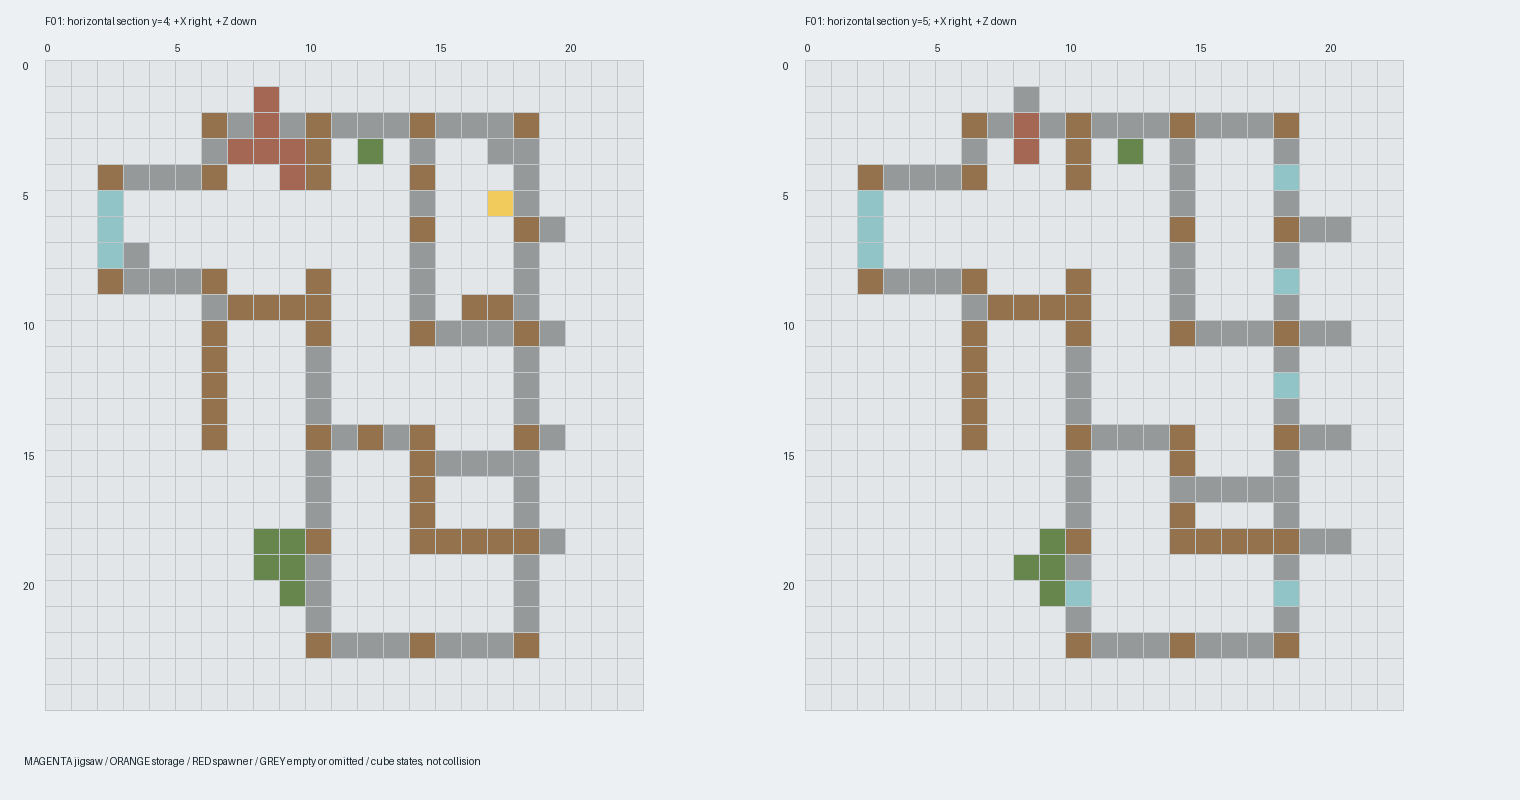 F01: horizontal section y=4; +X right, +Z down
F01: horizontal section y=5; +X right, +Z down
0 5 10 15 20
0 5 10 15 20
0
0
5
5
10
10
15
15
20
20
MAGENTA jigsaw / ORANGE storage / RED spawner / GREY empty or omitted / cube states, not collision